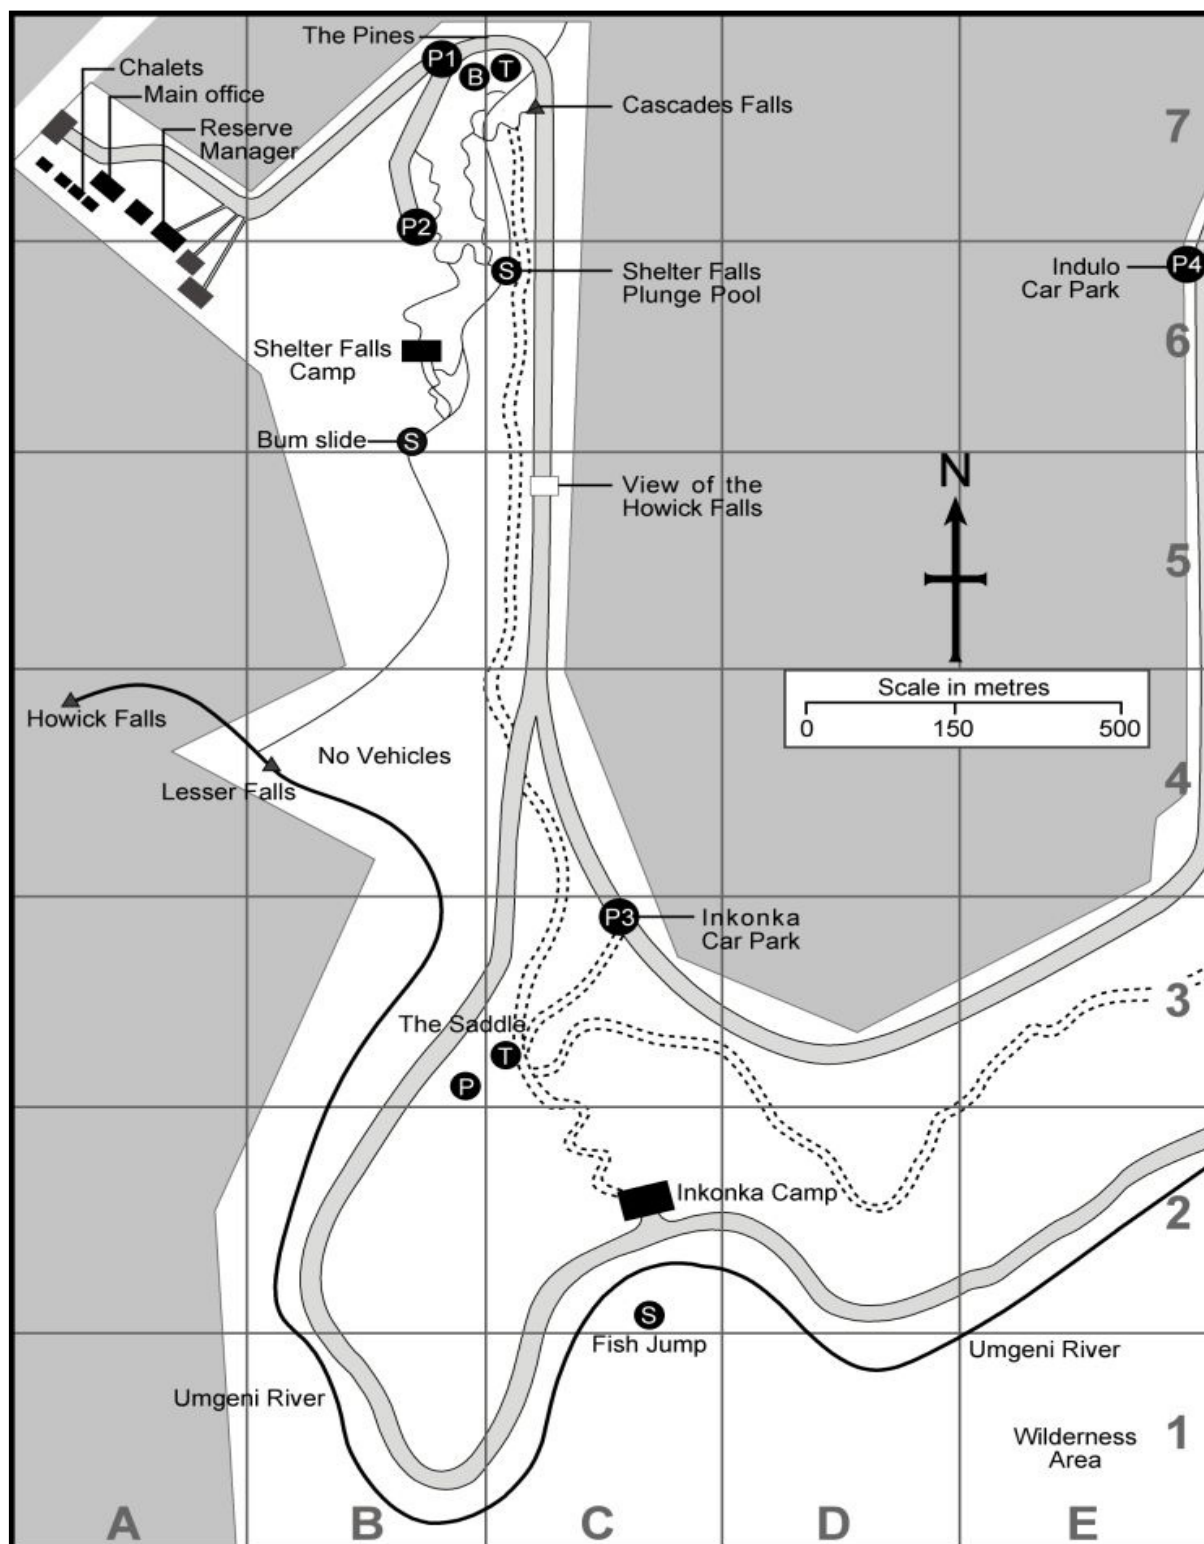 The Pines
P1
B
T
Chalets
Main office
Reserve
Manager
Cascades Falls
7
P2
S
Shelter Falls
Plunge Pool
Indulo
Car Park
P4
6
Shelter Falls
Camp
Bum slide
S
N
View of the
Howick Falls
5
Scale in metres
0 150 500
Howick Falls
No Vehicles
Lesser Falls
4
P3
Inkonka
Car Park
3
The Saddle
T
P
Inkonka Camp
2
S
Fish Jump
Umgeni River
Umgeni River
Wilderness
Area
1
A B C D E